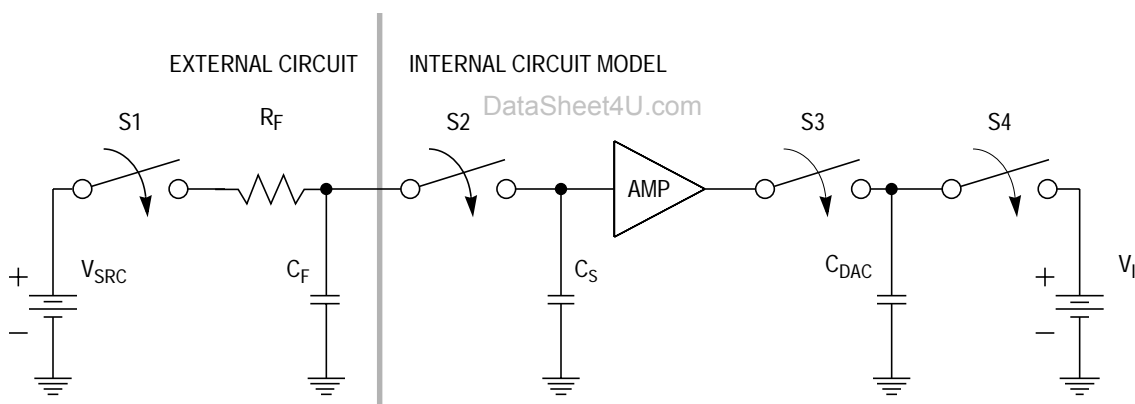 EXTERNAL CIRCUIT
INTERNAL CIRCUIT MODEL
DataSheet4U.com
S1
RF
S2
S3
S4
AMP
+
VSRC
−
CF
CS
CDAC
+
VI
−